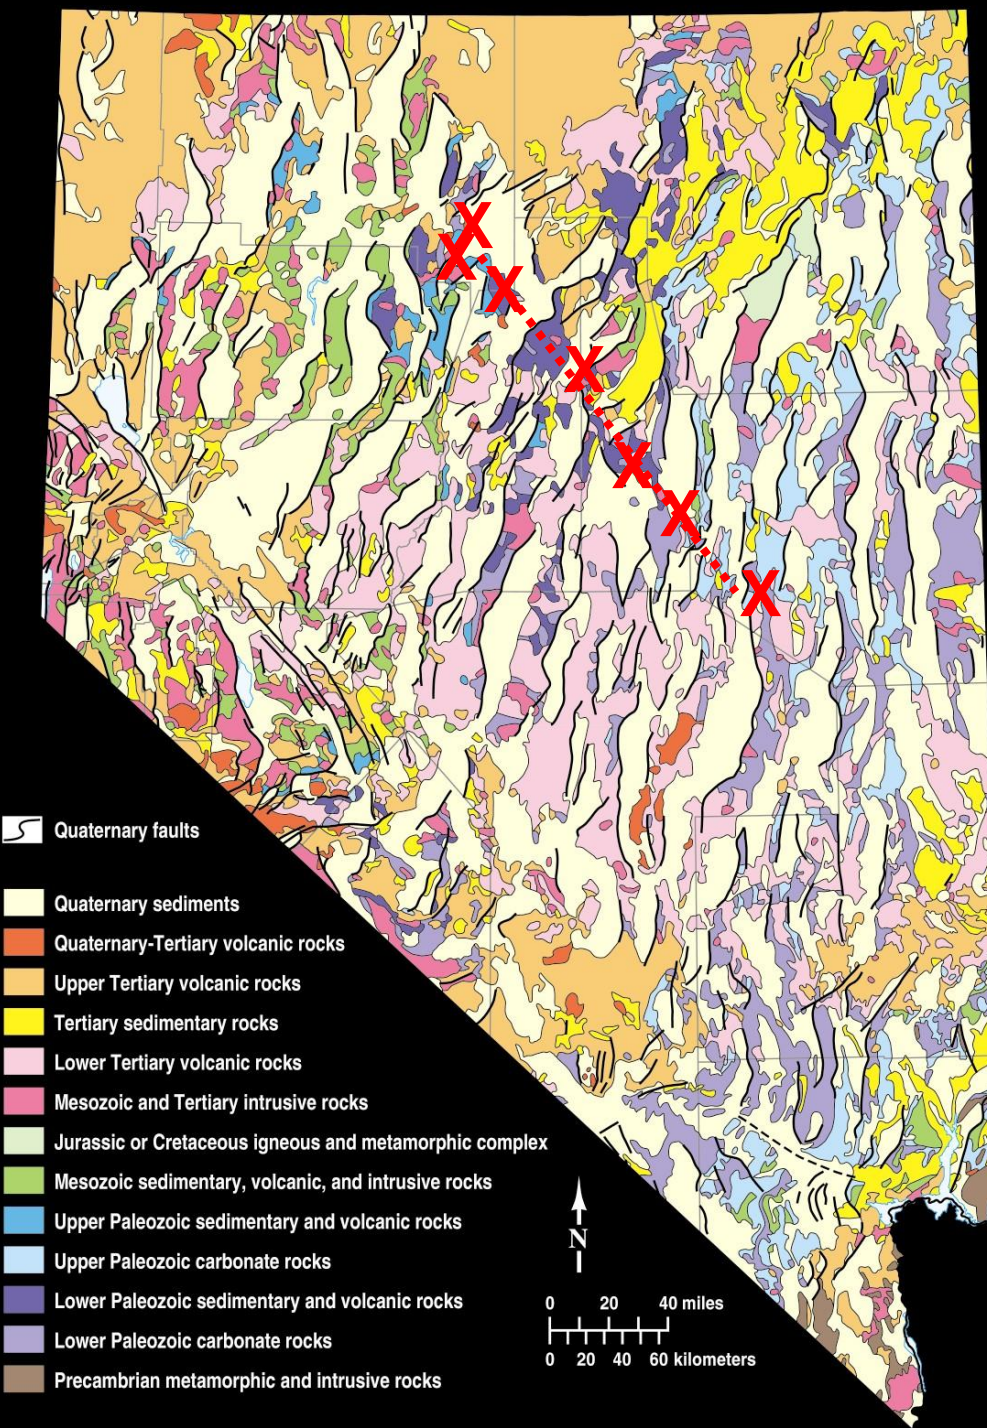 X
X
X
X
X
X
X
Quaternary faults
Quaternary sediments
Quaternary-Tertiary volcanic rocks
Upper Tertiary volcanic rocks
Tertiary sedimentary rocks
Lower Tertiary volcanic rocks
Mesozoic and Tertiary intrusive rocks
Jurassic or Cretaceous igneous and metamorphic complex
Mesozoic sedimentary, volcanic, and intrusive rocks
Upper Paleozoic sedimentary and volcanic rocks
Upper Paleozoic carbonate rocks
Lower Paleozoic sedimentary and volcanic rocks
Lower Paleozoic carbonate rocks
Precambrian metamorphic and intrusive rocks
N
0 20 40 miles
0 20 40 60 kilometers